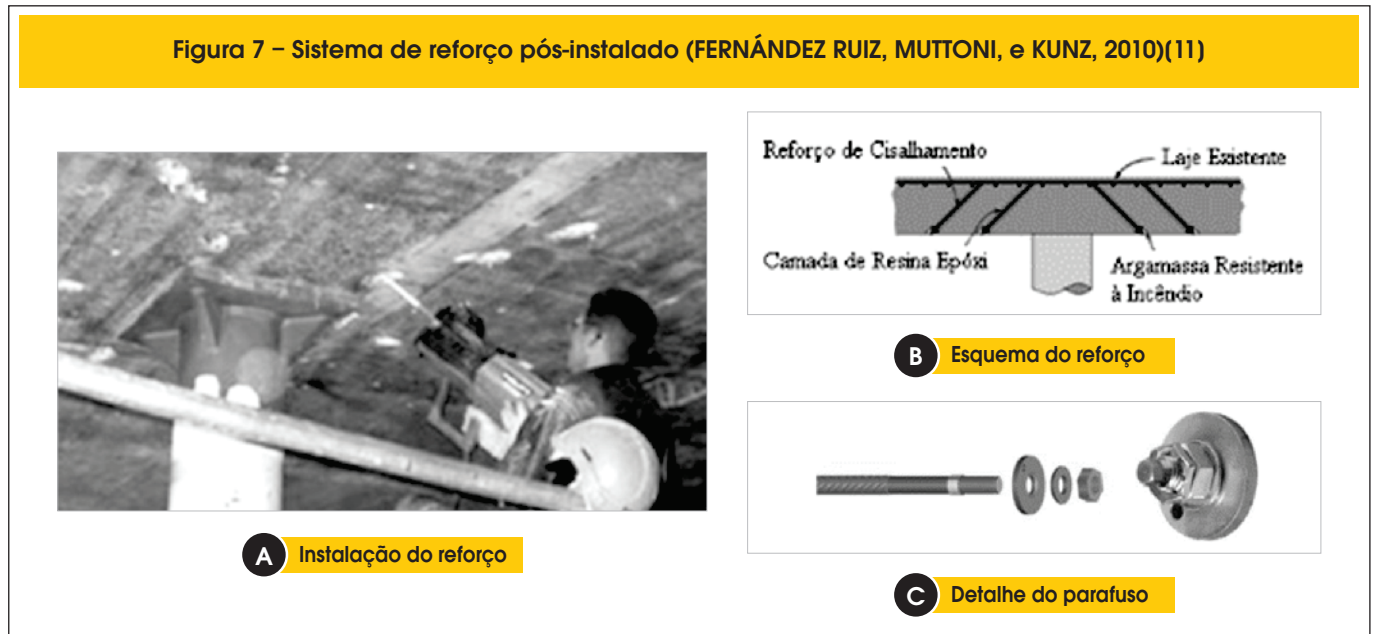 Figura 7 – Sistema de reforço pós-instalado (FERNÁNDEZ RUIZ, MUTTONI, e KUNZ, 2010)(11)
Reforço de Cisalhamento
Laje Existente
Camada de Resina Epóxi
Argamassa Resistente
à Incêndio
B Esquema do reforço
A Instalação do reforço
C Detalhe do parafuso